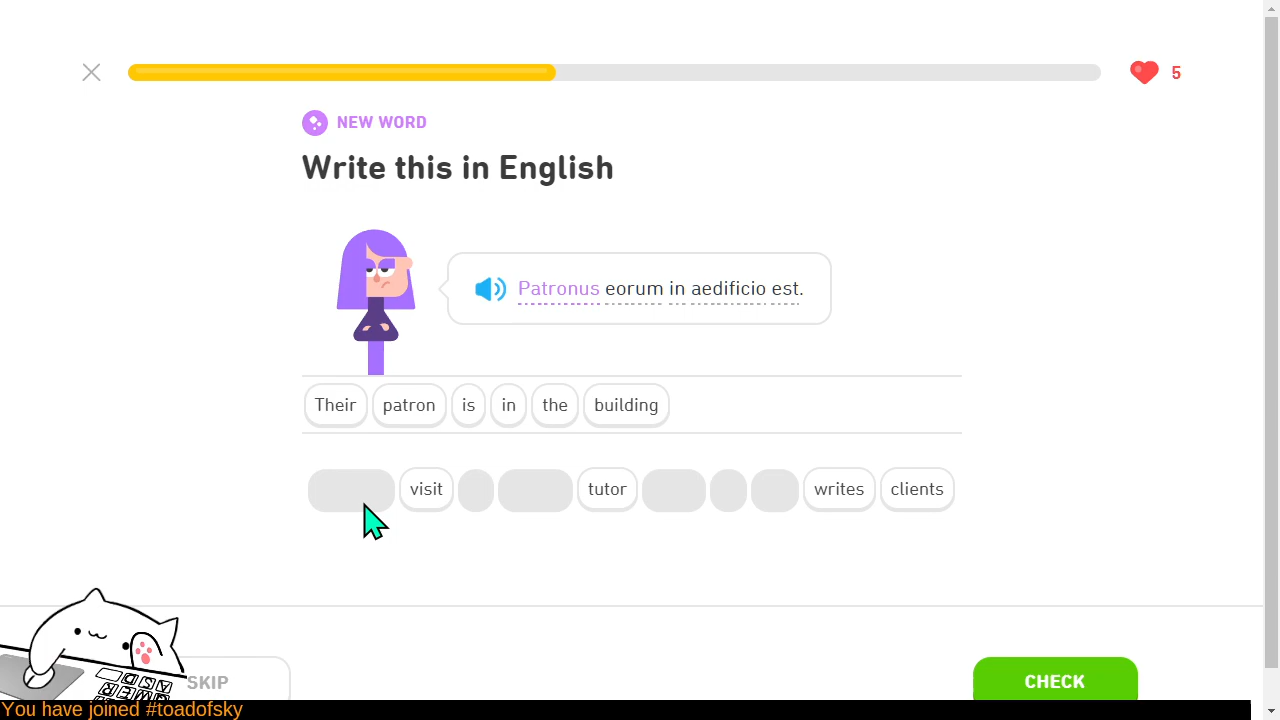 5
NEW WORD
Write this in English
Patronus eorum in aedificio est.
Their patron is in the building
visit tutor writes clients
SKIP
CHECK
You have joined #toadofsky